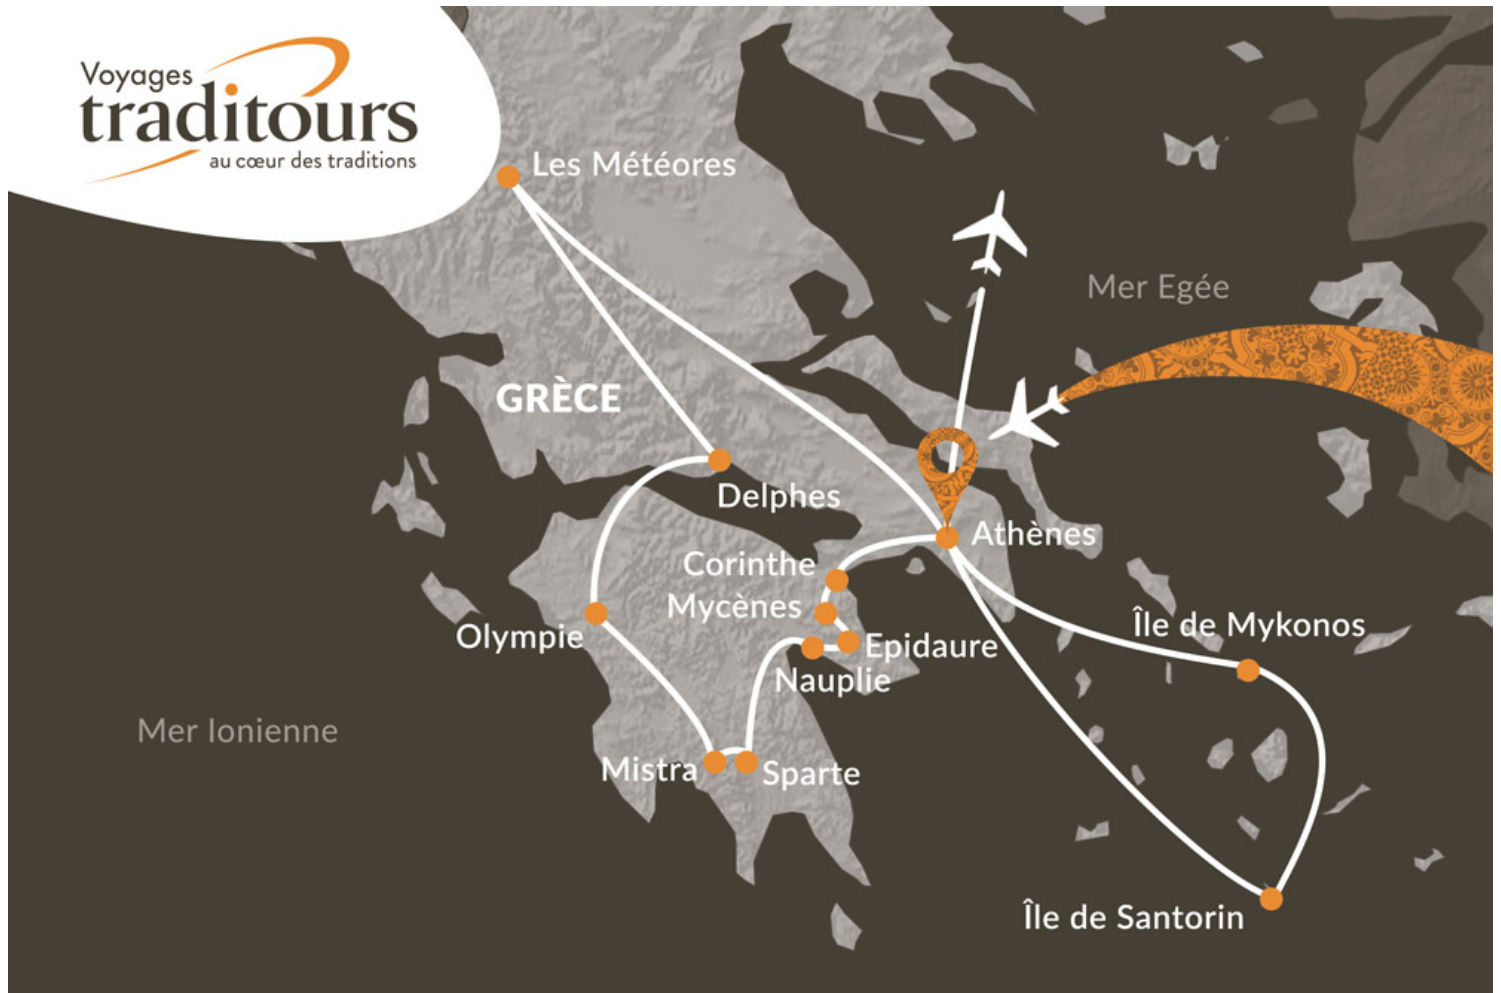 Voyages
traditours
au cœur des traditions
Les Météores
Mer Egée
GRÈCE
Delphes
Athènes
Corinthe
Mycènes
Île de Mykonos
Olympie
Epidaure
Nauplie
Mer Ionienne
Mistra
Sparte
Île de Santorin